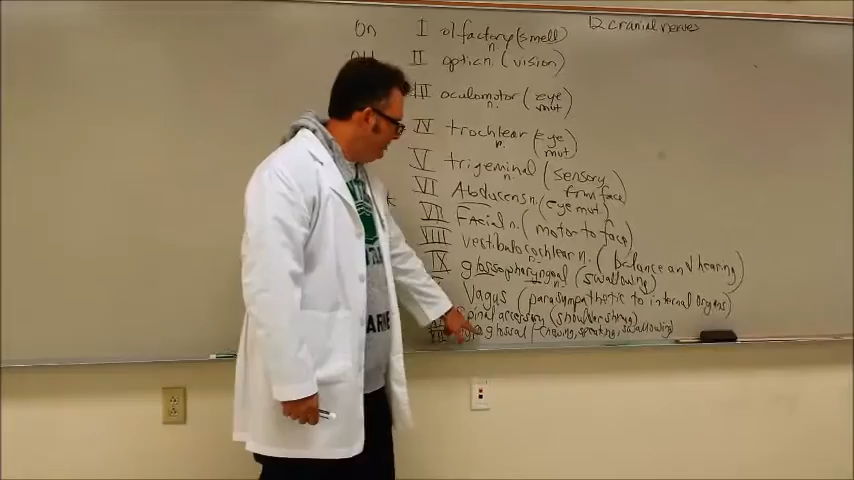 12 cranial nerves
On I olfactory n. (smell)
II optic n. (vision)
III oculomotor n. (eye mvt)
IV trochlear n. (eye mvt)
V trigeminal n. (sensory from face)
VI Abducens n. (eye mvt)
VII Facial n. (motor to face)
VIII vestibulocochlear n. (balance and hearing)
IX glossopharyngeal n. (swallowing)
Vagus (parasympathetic to internal organs)
spinal accessory (shoulder shrug)
glossal (chewing, speaking, swallowing)